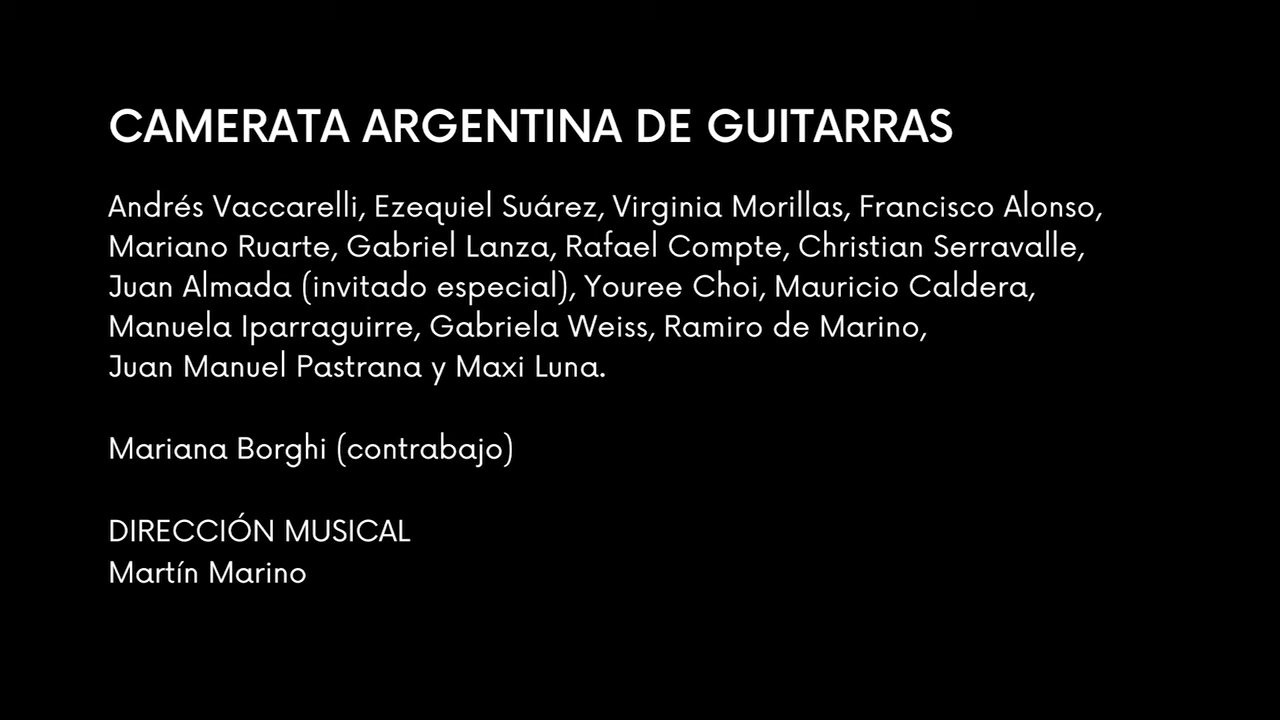 CAMERATA ARGENTINA DE GUITARRAS
Andrés Vaccarelli, Ezequiel Suárez, Virginia Morillas, Francisco Alonso,
Mariano Ruarte, Gabriel Lanza, Rafael Compte, Christian Serravalle,
Juan Almada (invitado especial), Youree Choi, Mauricio Caldera,
Manuela Iparraguirre, Gabriela Weiss, Ramiro de Marino,
Juan Manuel Pastrana y Maxi Luna.
Mariana Borghi (contrabajo)
DIRECCIÓN MUSICAL
Martín Marino